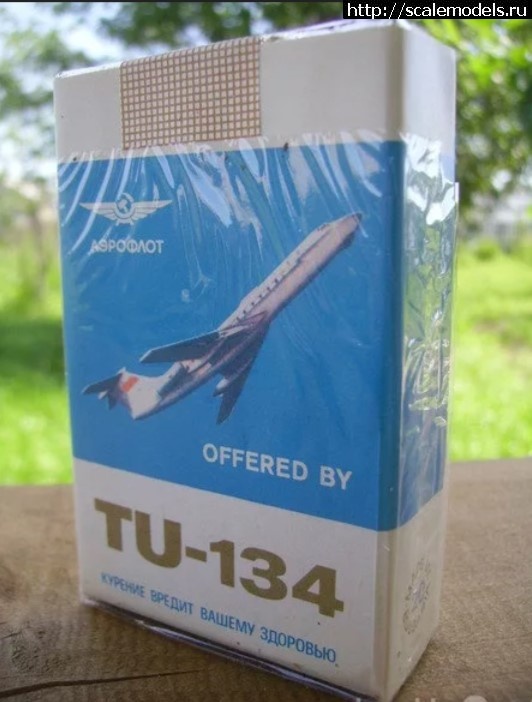 http://scalemodels.ru
АЭРОФЛОТ
OFFERED BY
TU-134
КУРЕНИЕ ВРЕДИТ ВАШЕМУ ЗДОРОВЬЮ